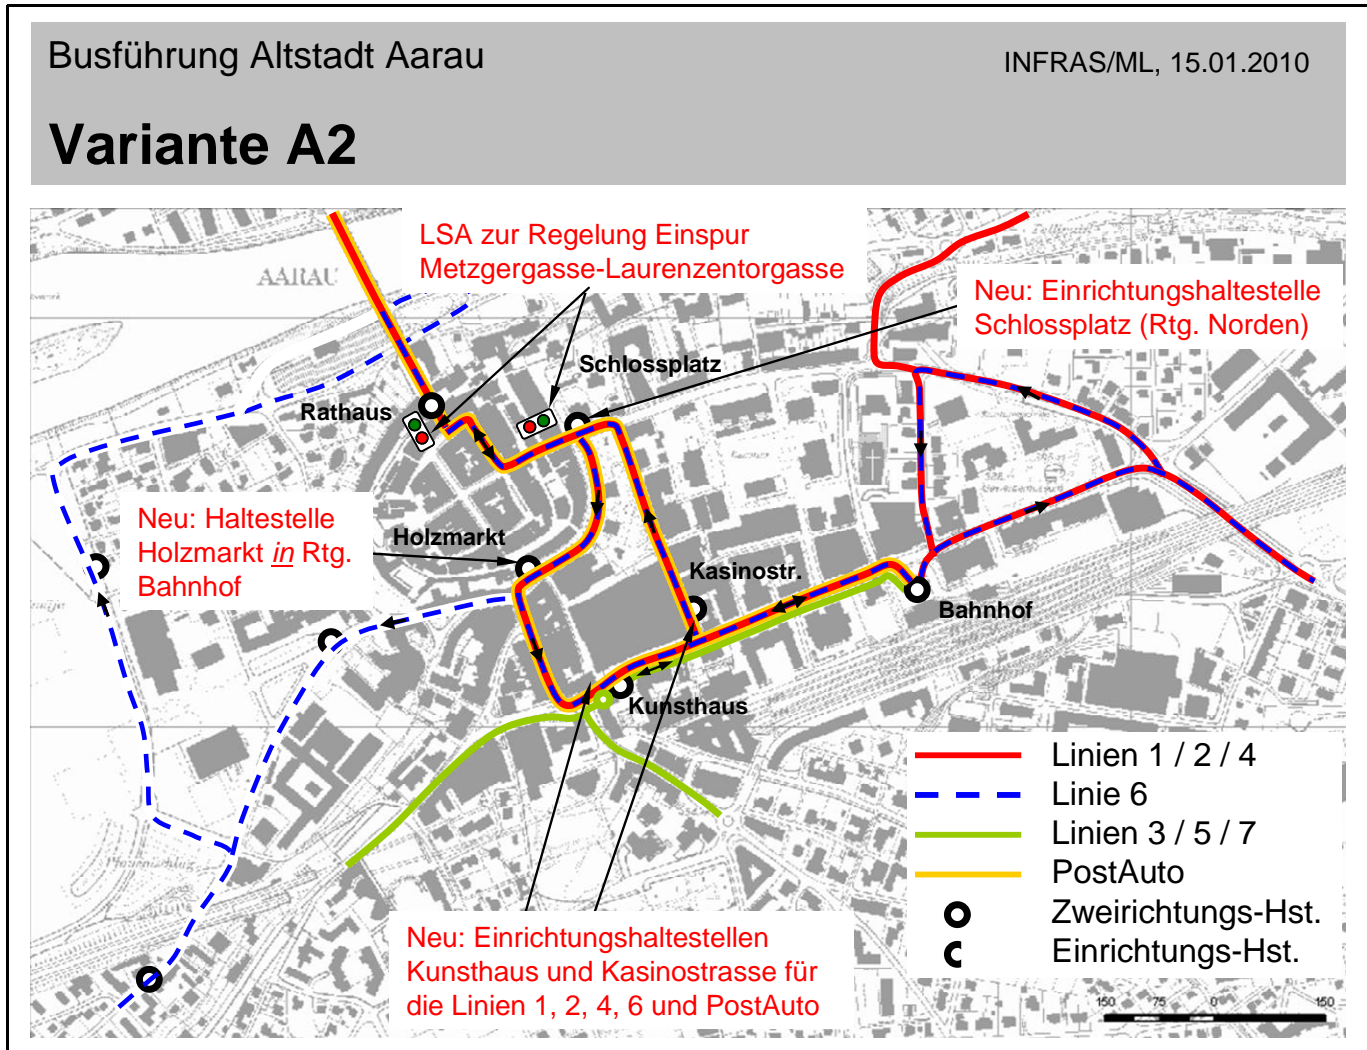 Busführung Altstadt Aarau
INFRAS/ML, 15.01.2010
Variante A2
LSA zur Regelung Einspur
Metzgergasse-Laurenzentorgasse
AARAU
Neu: Einrichtungshaltestelle
Schlossplatz (Rtg. Norden)
Schlossplatz
Rathaus
Neu: Haltestelle
Holzmarkt in Rtg.
Bahnhof
Holzmarkt
Kasinostr.
Bahnhof
Kunsthaus
Linien 1 / 2 / 4
Linie 6
Linien 3 / 5 / 7
PostAuto
Zweirichtungs-Hst.
Einrichtungs-Hst.
Neu: Einrichtungshaltestellen
Kunsthaus und Kasinostrasse für
die Linien 1, 2, 4, 6 und PostAuto
150 75 0 150